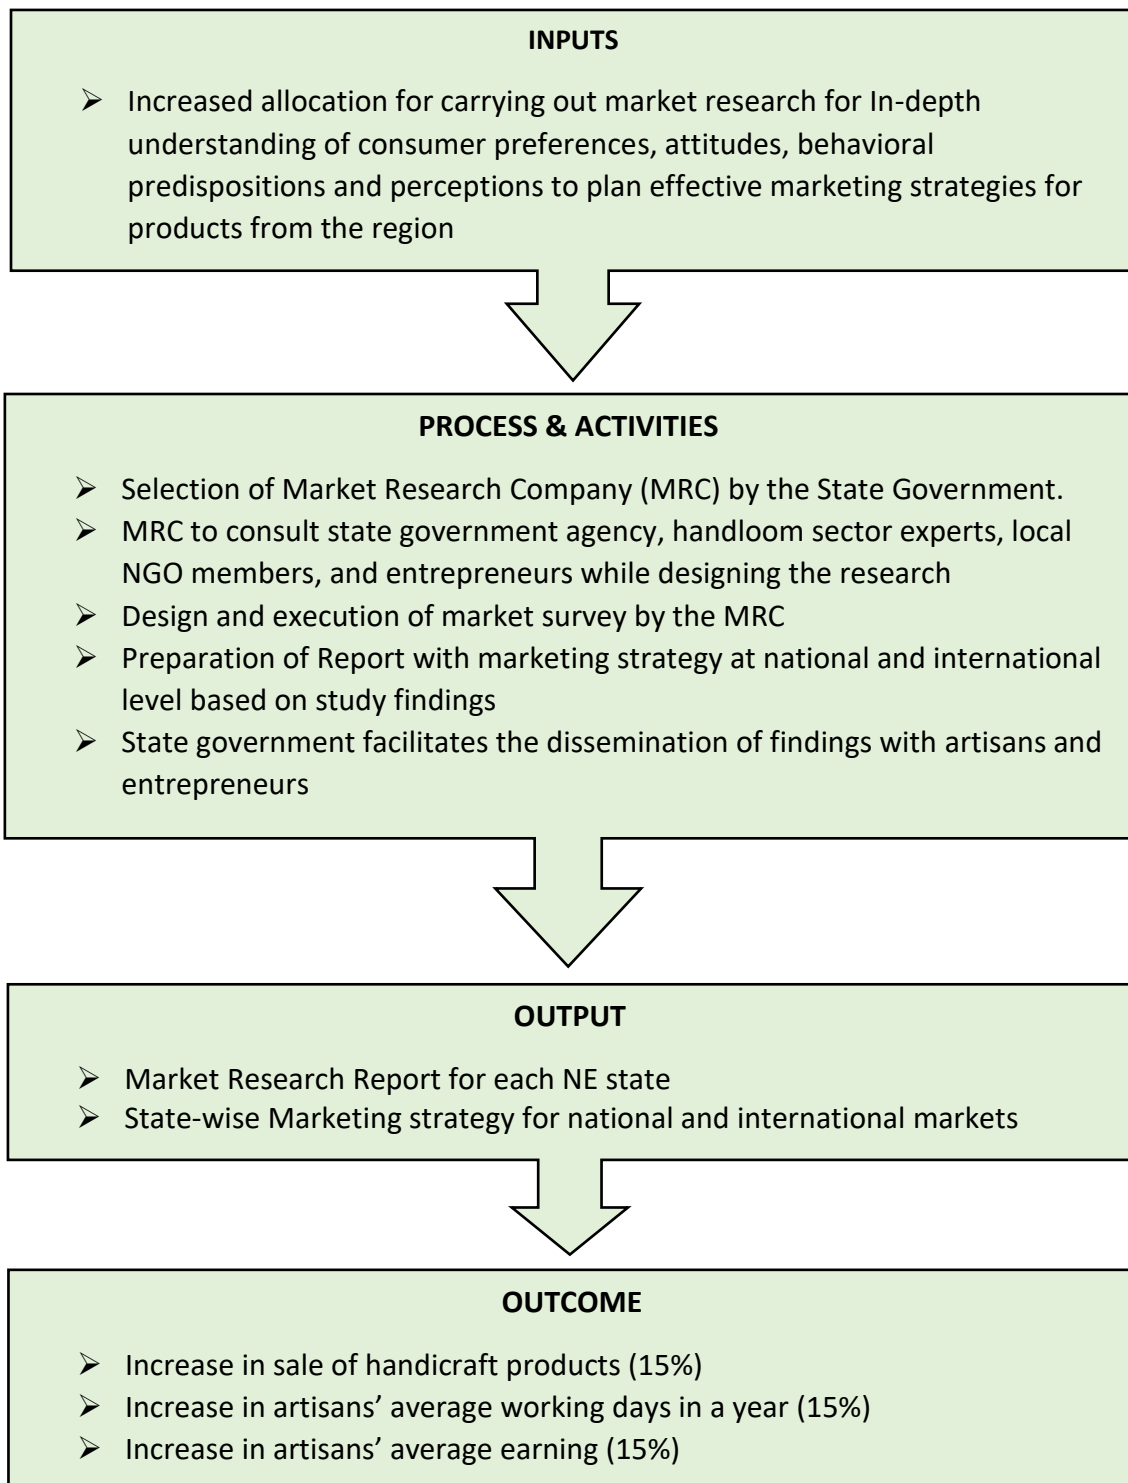 INPUTS
➢ Increased allocation for carrying out market research for In-depth
understanding of consumer preferences, attitudes, behavioral
predispositions and perceptions to plan effective marketing strategies for
products from the region
PROCESS & ACTIVITIES
➢ Selection of Market Research Company (MRC) by the State Government.
➢ MRC to consult state government agency, handloom sector experts, local
NGO members, and entrepreneurs while designing the research
➢ Design and execution of market survey by the MRC
➢ Preparation of Report with marketing strategy at national and international
level based on study findings
➢ State government facilitates the dissemination of findings with artisans and
entrepreneurs
OUTPUT
➢ Market Research Report for each NE state
➢ State-wise Marketing strategy for national and international markets
OUTCOME
➢ Increase in sale of handicraft products (15%)
➢ Increase in artisans’ average working days in a year (15%)
➢ Increase in artisans’ average earning (15%)